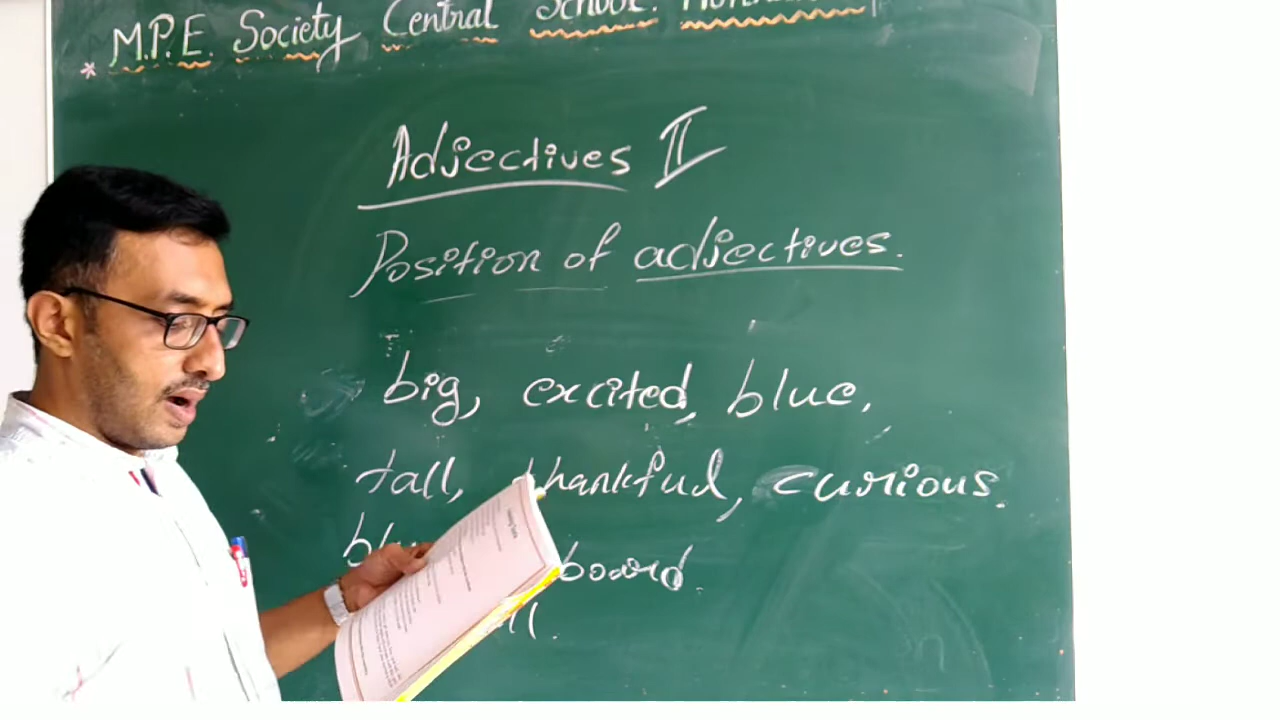 * M.P.E. Society Central School.
Adjectives II
Position of adjectives.
big, excited, blue,
tall, thankful, curious.
board.